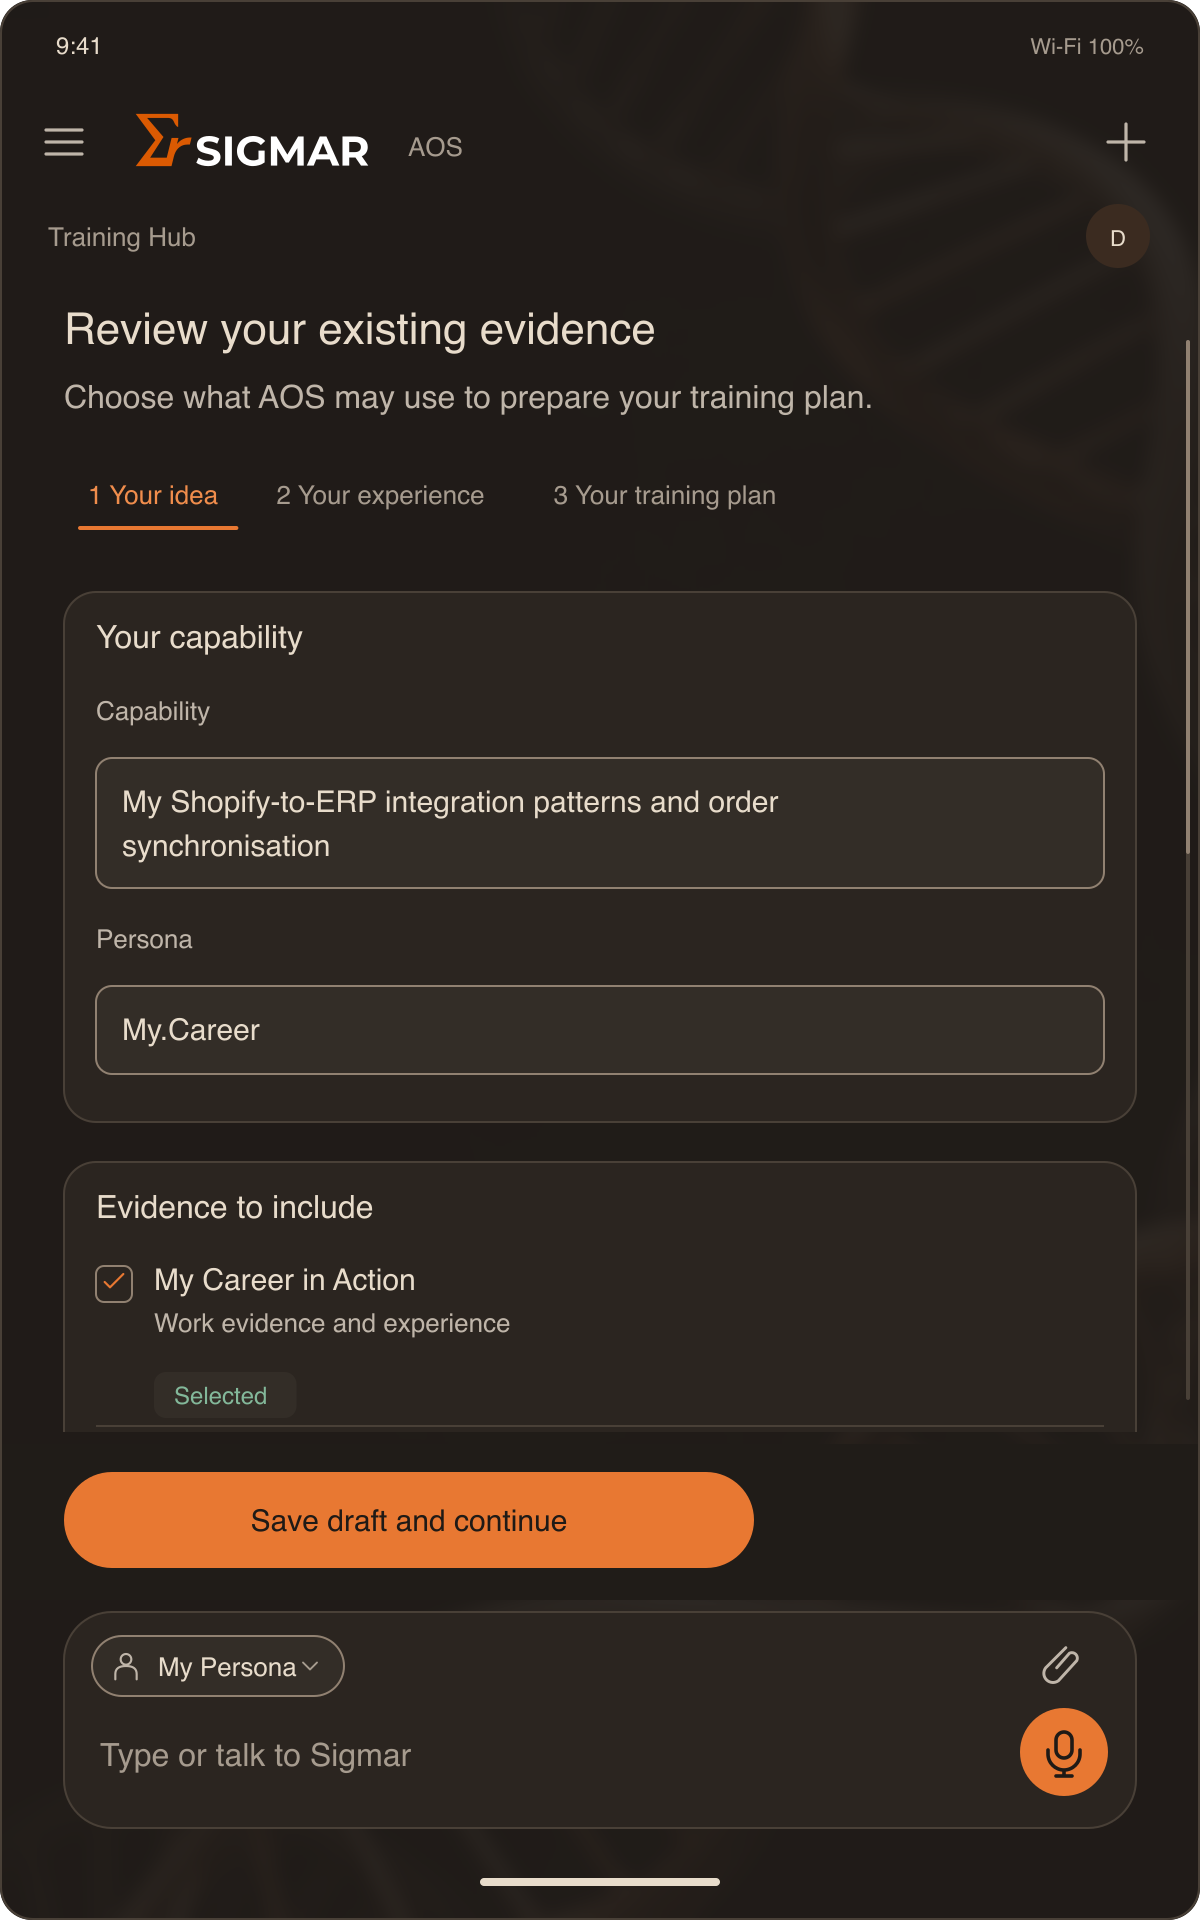 9:41
Wi-Fi 100%
Σr SIGMAR AOS
Training Hub
D
Review your existing evidence
Choose what AOS may use to prepare your training plan.
1 Your idea
2 Your experience
3 Your training plan
Your capability
Capability
My Shopify-to-ERP integration patterns and order
synchronisation
Persona
My.Career
Evidence to include
My Career in Action
Work evidence and experience
Selected
Save draft and continue
My Persona
Type or talk to Sigmar